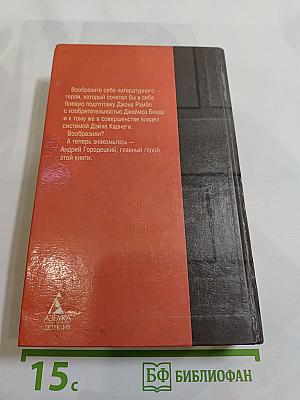 Вообразите себе литературного
героя, который сочетал бы в себе
боевую подготовку Джона Рэмбо
с изобретательностью Джеймса Бонда
и к тому же в совершенстве владел
системой Дэйла Карнеги.
Вообразили?
А теперь знакомьтесь —
Андрей Городецкий, главный герой
этой книги.
АЗБУКА
ДЕТЕКТИВ
15с
БФ БИБЛИОФАН